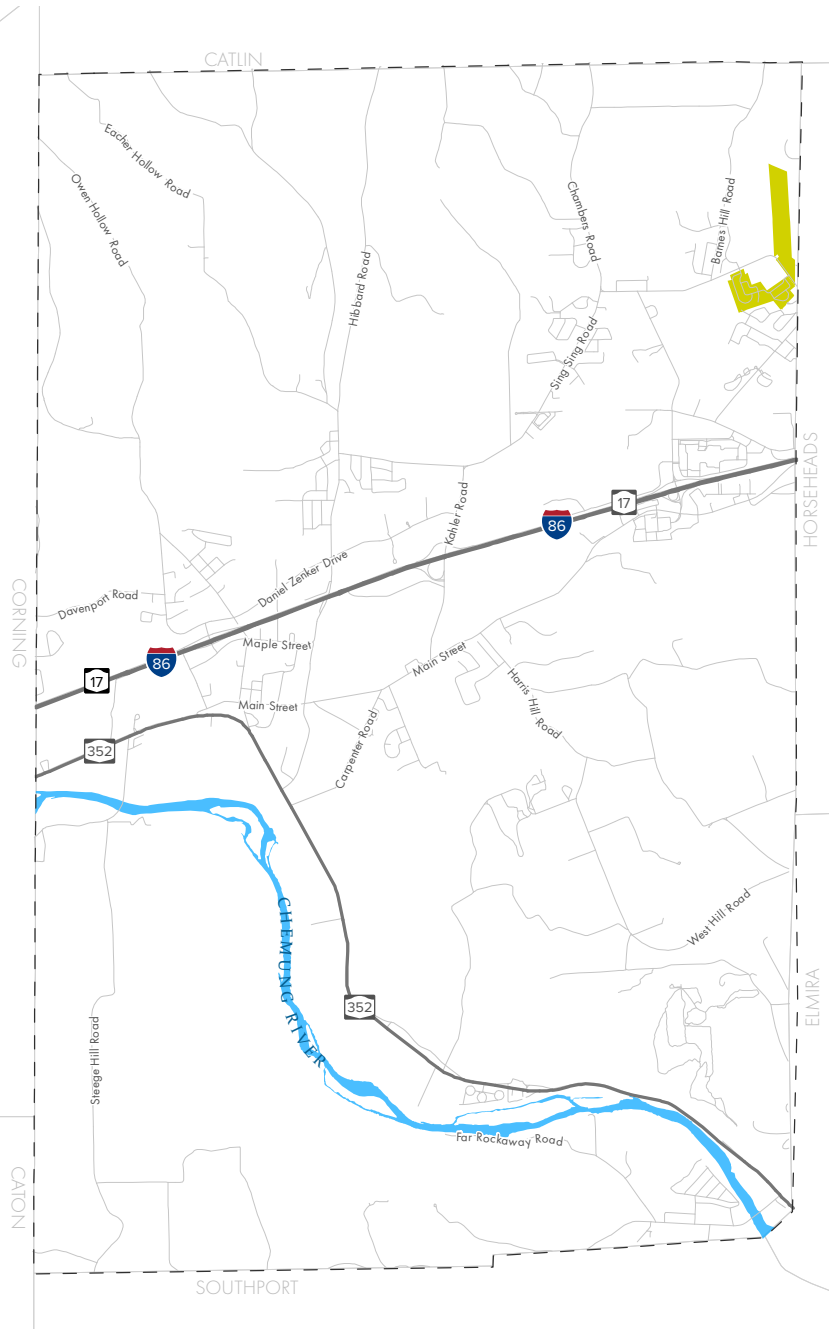 CATLIN
Eacher Hollow Road
Owen Hollow Road
Chambers Road
Barnes Hill Road
Hibbard Road
Sing Sing Road
HORSEHEADS
Kahler Road
17
86
Daniel Zenker Drive
CORNING
Davenport Road
Maple Street
86
Main Street
17
Harris Hill Road
Main Street
Carpenter Road
352
CHEMUNG RIVER
West Hill Road
ELMIRA
352
Steege Hill Road
Far Rockaway Road
CATON
SOUTHPORT